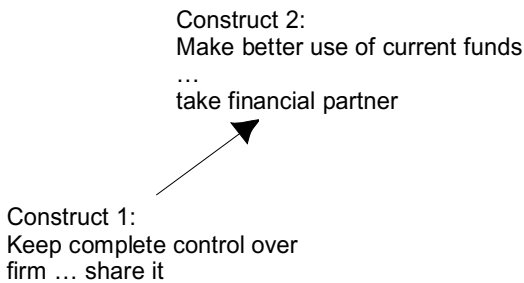 Construct 2:
Make better use of current funds
…
take financial partner
Construct 1:
Keep complete control over
firm … share it